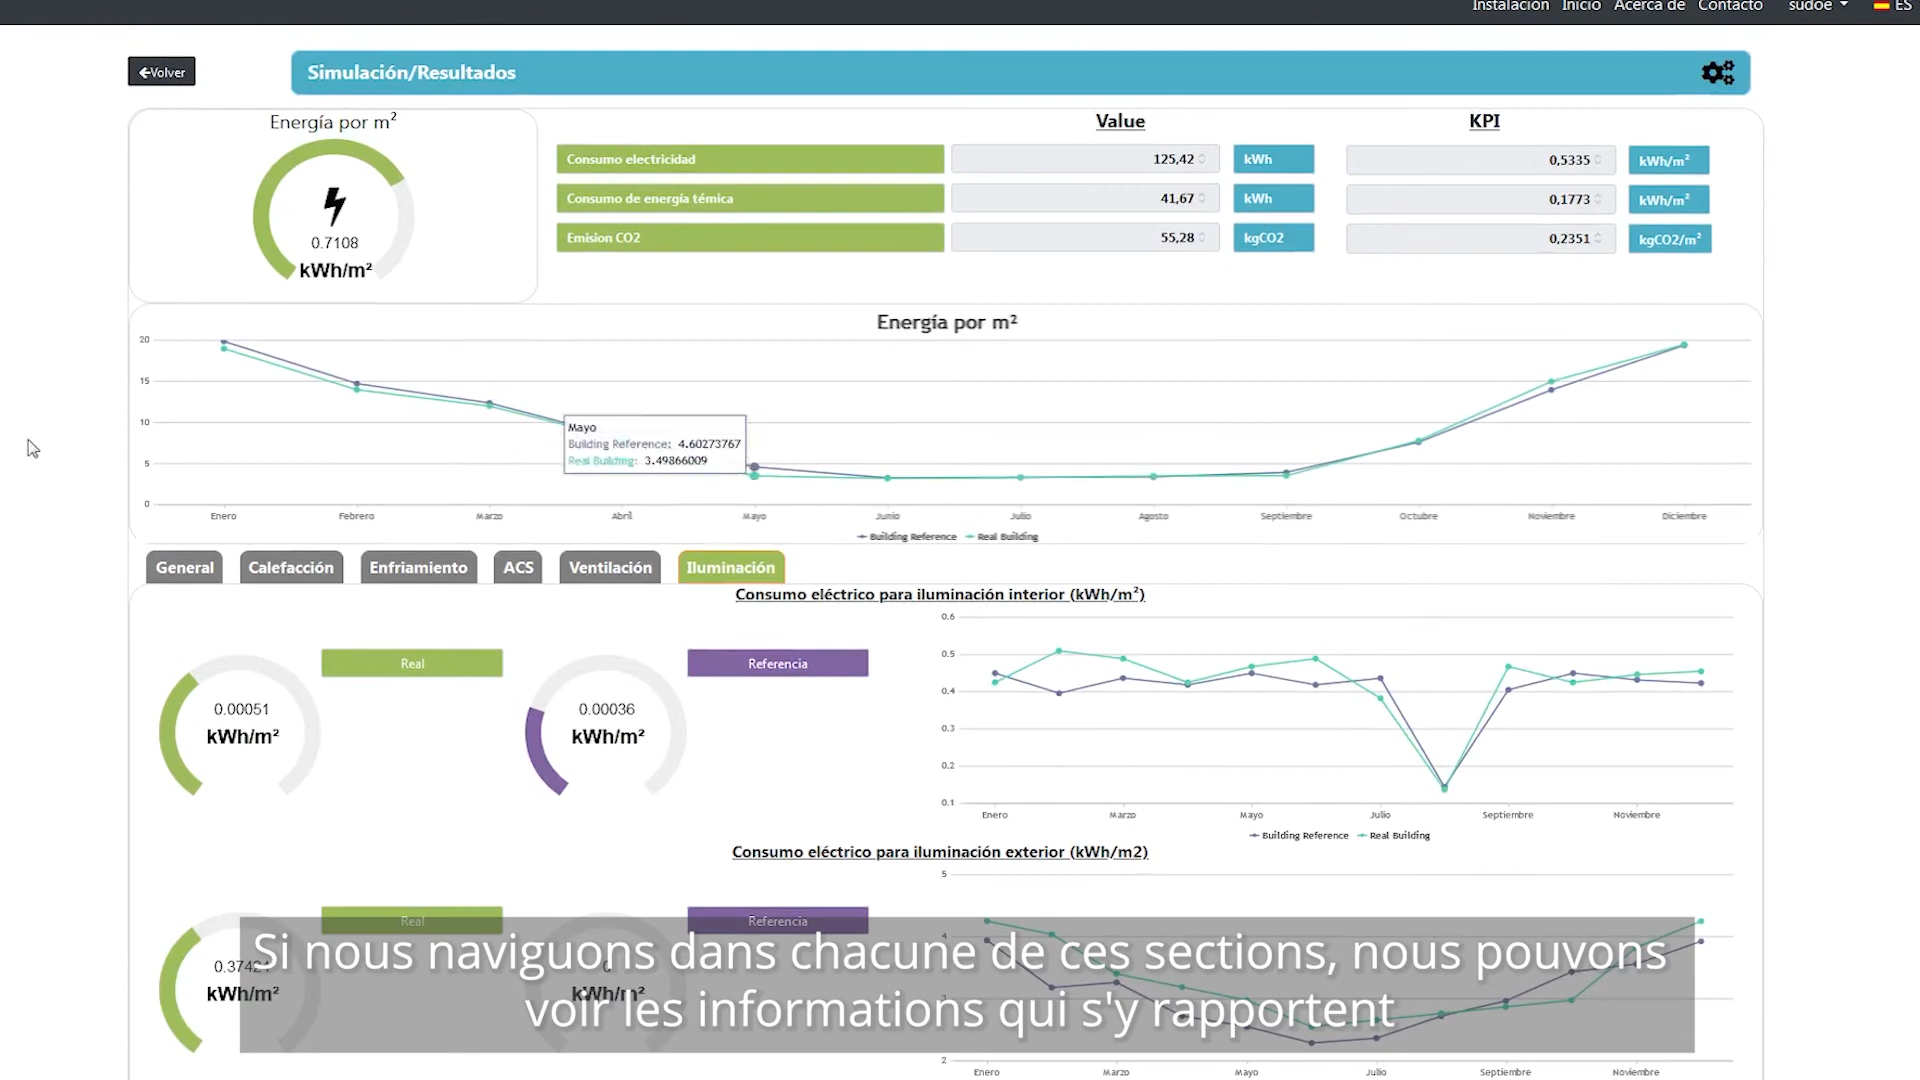 Instalación Inicio Acerca de Contacto sudoe ES
Volver
Simulación/Resultados
Energía por m²
0.7108
kWh/m²
Value
KPI
Consumo electricidad 125,42 kWh 0,5335 kWh/m²
Consumo de energía témica 41,67 kWh 0,1773 kWh/m²
Emision CO2 55,28 kgCO2 0,2351 kgCO2/m²
Energía por m²
20
15
10
5
0
Mayo
Building Reference: 4.60273767
Real Building: 3.49866009
Enero Febrero Marzo Abril Mayo Junio Julio Agosto Septiembre Octubre Noviembre Diciembre
Building Reference Real Building
General Calefacción Enfriamiento ACS Ventilación Iluminación
Consumo eléctrico para iluminación interior (kWh/m²)
Real
0.00051
kWh/m²
Referencia
0.00036
kWh/m²
0.6
0.5
0.4
0.3
0.2
0.1
Enero Marzo Mayo Julio Septiembre Noviembre
Building Reference Real Building
Consumo eléctrico para iluminación exterior (kWh/m2)
Real
0.37424
kWh/m²
Referencia
0
kWh/m²
5
4
3
2
Enero Marzo Mayo Julio Septiembre Noviembre
Si nous naviguons dans chacune de ces sections, nous pouvons
voir les informations qui s'y rapportent